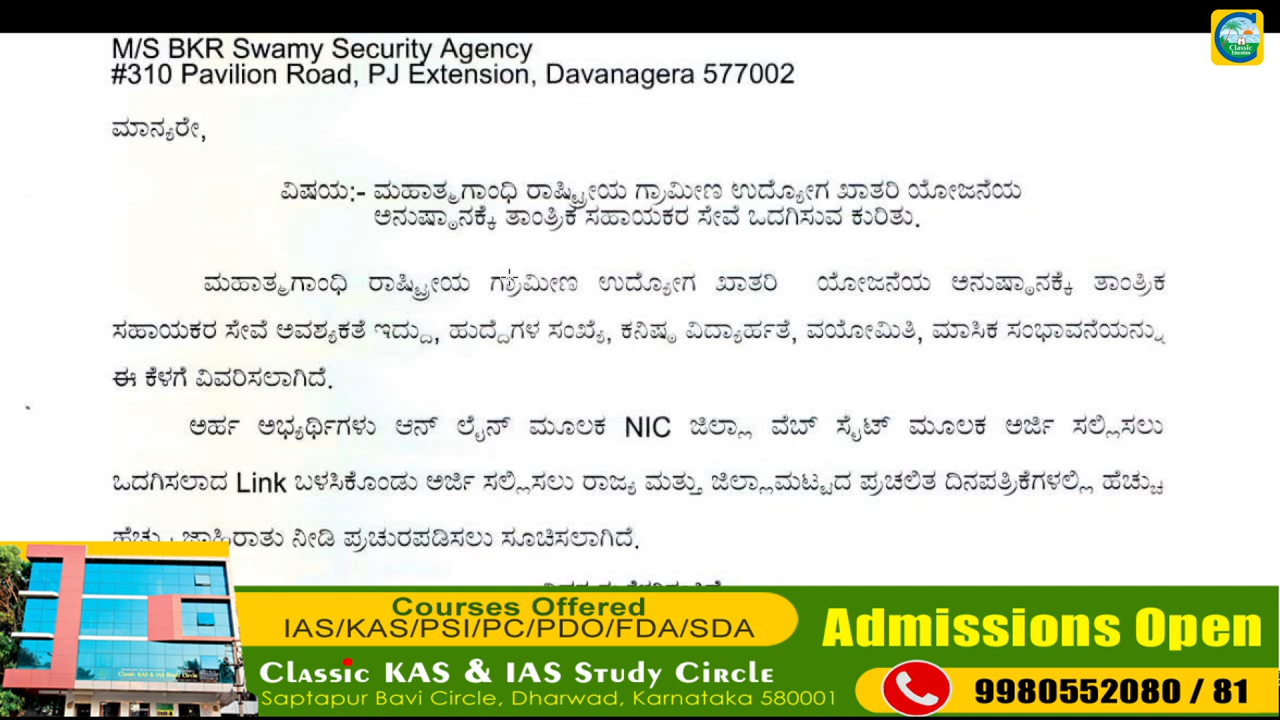 M/S BKR Swamy Security Agency
#310 Pavilion Road, PJ Extension, Davanagera 577002
ಮಾನ್ಯರೇ,
ವಿಷಯ:- ಮಹಾತ್ಮಗಾಂಧಿ ರಾಷ್ಟ್ರೀಯ ಗ್ರಾಮೀಣ ಉದ್ಯೋಗ ಖಾತರಿ ಯೋಜನೆಯ
ಅನುಷ್ಠಾನಕ್ಕೆ ತಾಂತ್ರಿಕ ಸಹಾಯಕರ ಸೇವೆ ಒದಗಿಸುವ ಕುರಿತು.
ಮಹಾತ್ಮಗಾಂಧಿ ರಾಷ್ಟ್ರೀಯ ಗ್ರಾಮೀಣ ಉದ್ಯೋಗ ಖಾತರಿ ಯೋಜನೆಯ ಅನುಷ್ಠಾನಕ್ಕೆ ತಾಂತ್ರಿಕ
ಸಹಾಯಕರ ಸೇವೆ ಅವಶ್ಯಕತೆ ಇದ್ದು, ಹುದ್ದೆಗಳ ಸಂಖ್ಯೆ, ಕನಿಷ್ಠ ವಿದ್ಯಾರ್ಹತೆ, ವಯೋಮಿತಿ, ಮಾಸಿಕ ಸಂಭಾವನೆಯನ್ನು
ಈ ಕೆಳಗೆ ವಿವರಿಸಲಾಗಿದೆ.
ಅರ್ಹ ಅಭ್ಯರ್ಥಿಗಳು ಆನ್ ಲೈನ್ ಮೂಲಕ NIC ಜಿಲ್ಲಾ ವೆಬ್ ಸೈಟ್ ಮೂಲಕ ಅರ್ಜಿ ಸಲ್ಲಿಸಲು
ಒದಗಿಸಲಾದ Link ಬಳಸಿಕೊಂಡು ಅರ್ಜಿ ಸಲ್ಲಿಸಲು ರಾಜ್ಯ ಮತ್ತು ಜಿಲ್ಲಾಮಟ್ಟದ ಪ್ರಚಲಿತ ದಿನಪತ್ರಿಕೆಗಳಲ್ಲಿ ಹೆಚ್ಚು
ಹೆಚ್ಚು ಜಾಹಿರಾತು ನೀಡಿ ಪ್ರಚುರಪಡಿಸಲು ಸೂಚಿಸಲಾಗಿದೆ.
Courses Offered
IAS/KAS/PSI/PC/PDO/FDA/SDA
Classic KAS & IAS Study Circle
Saptapur Bavi Circle, Dharwad, Karnataka 580001
Admissions Open
9980552080 / 81
Classic
Education